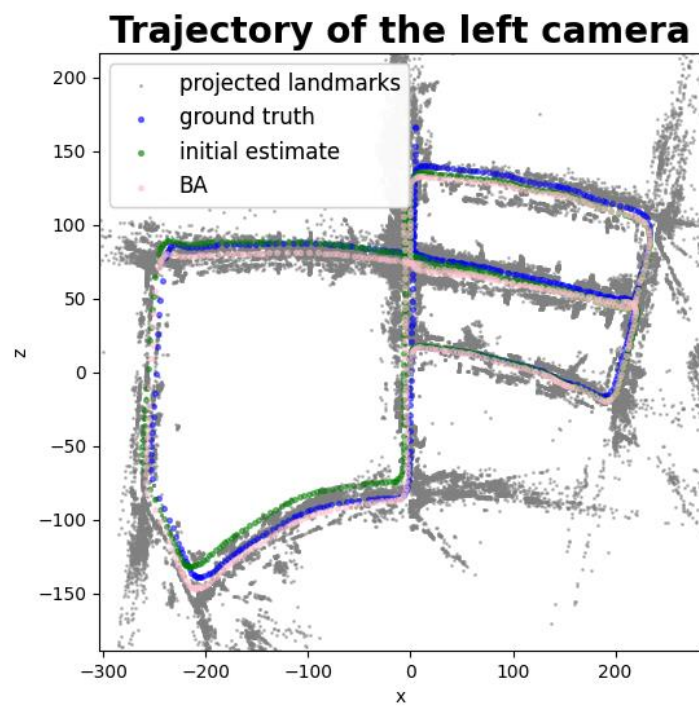 Trajectory of the left camera
projected landmarks
ground truth
initial estimate
BA
200
150
100
50
0
−50
−100
−150
z
−300 −200 −100 0 100 200
x